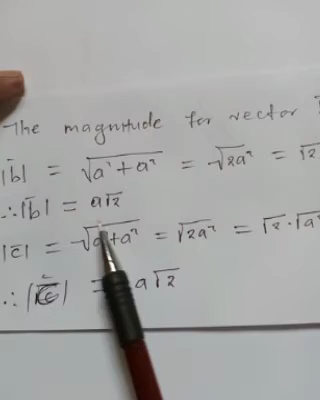 The magnitude for vector
|b̄| = √a²+a² = √2a² = √2
∴|b̄| = a√2
|c̄| = √a²+a² = √2a² = √2·√a
∴|c̄| = a√2